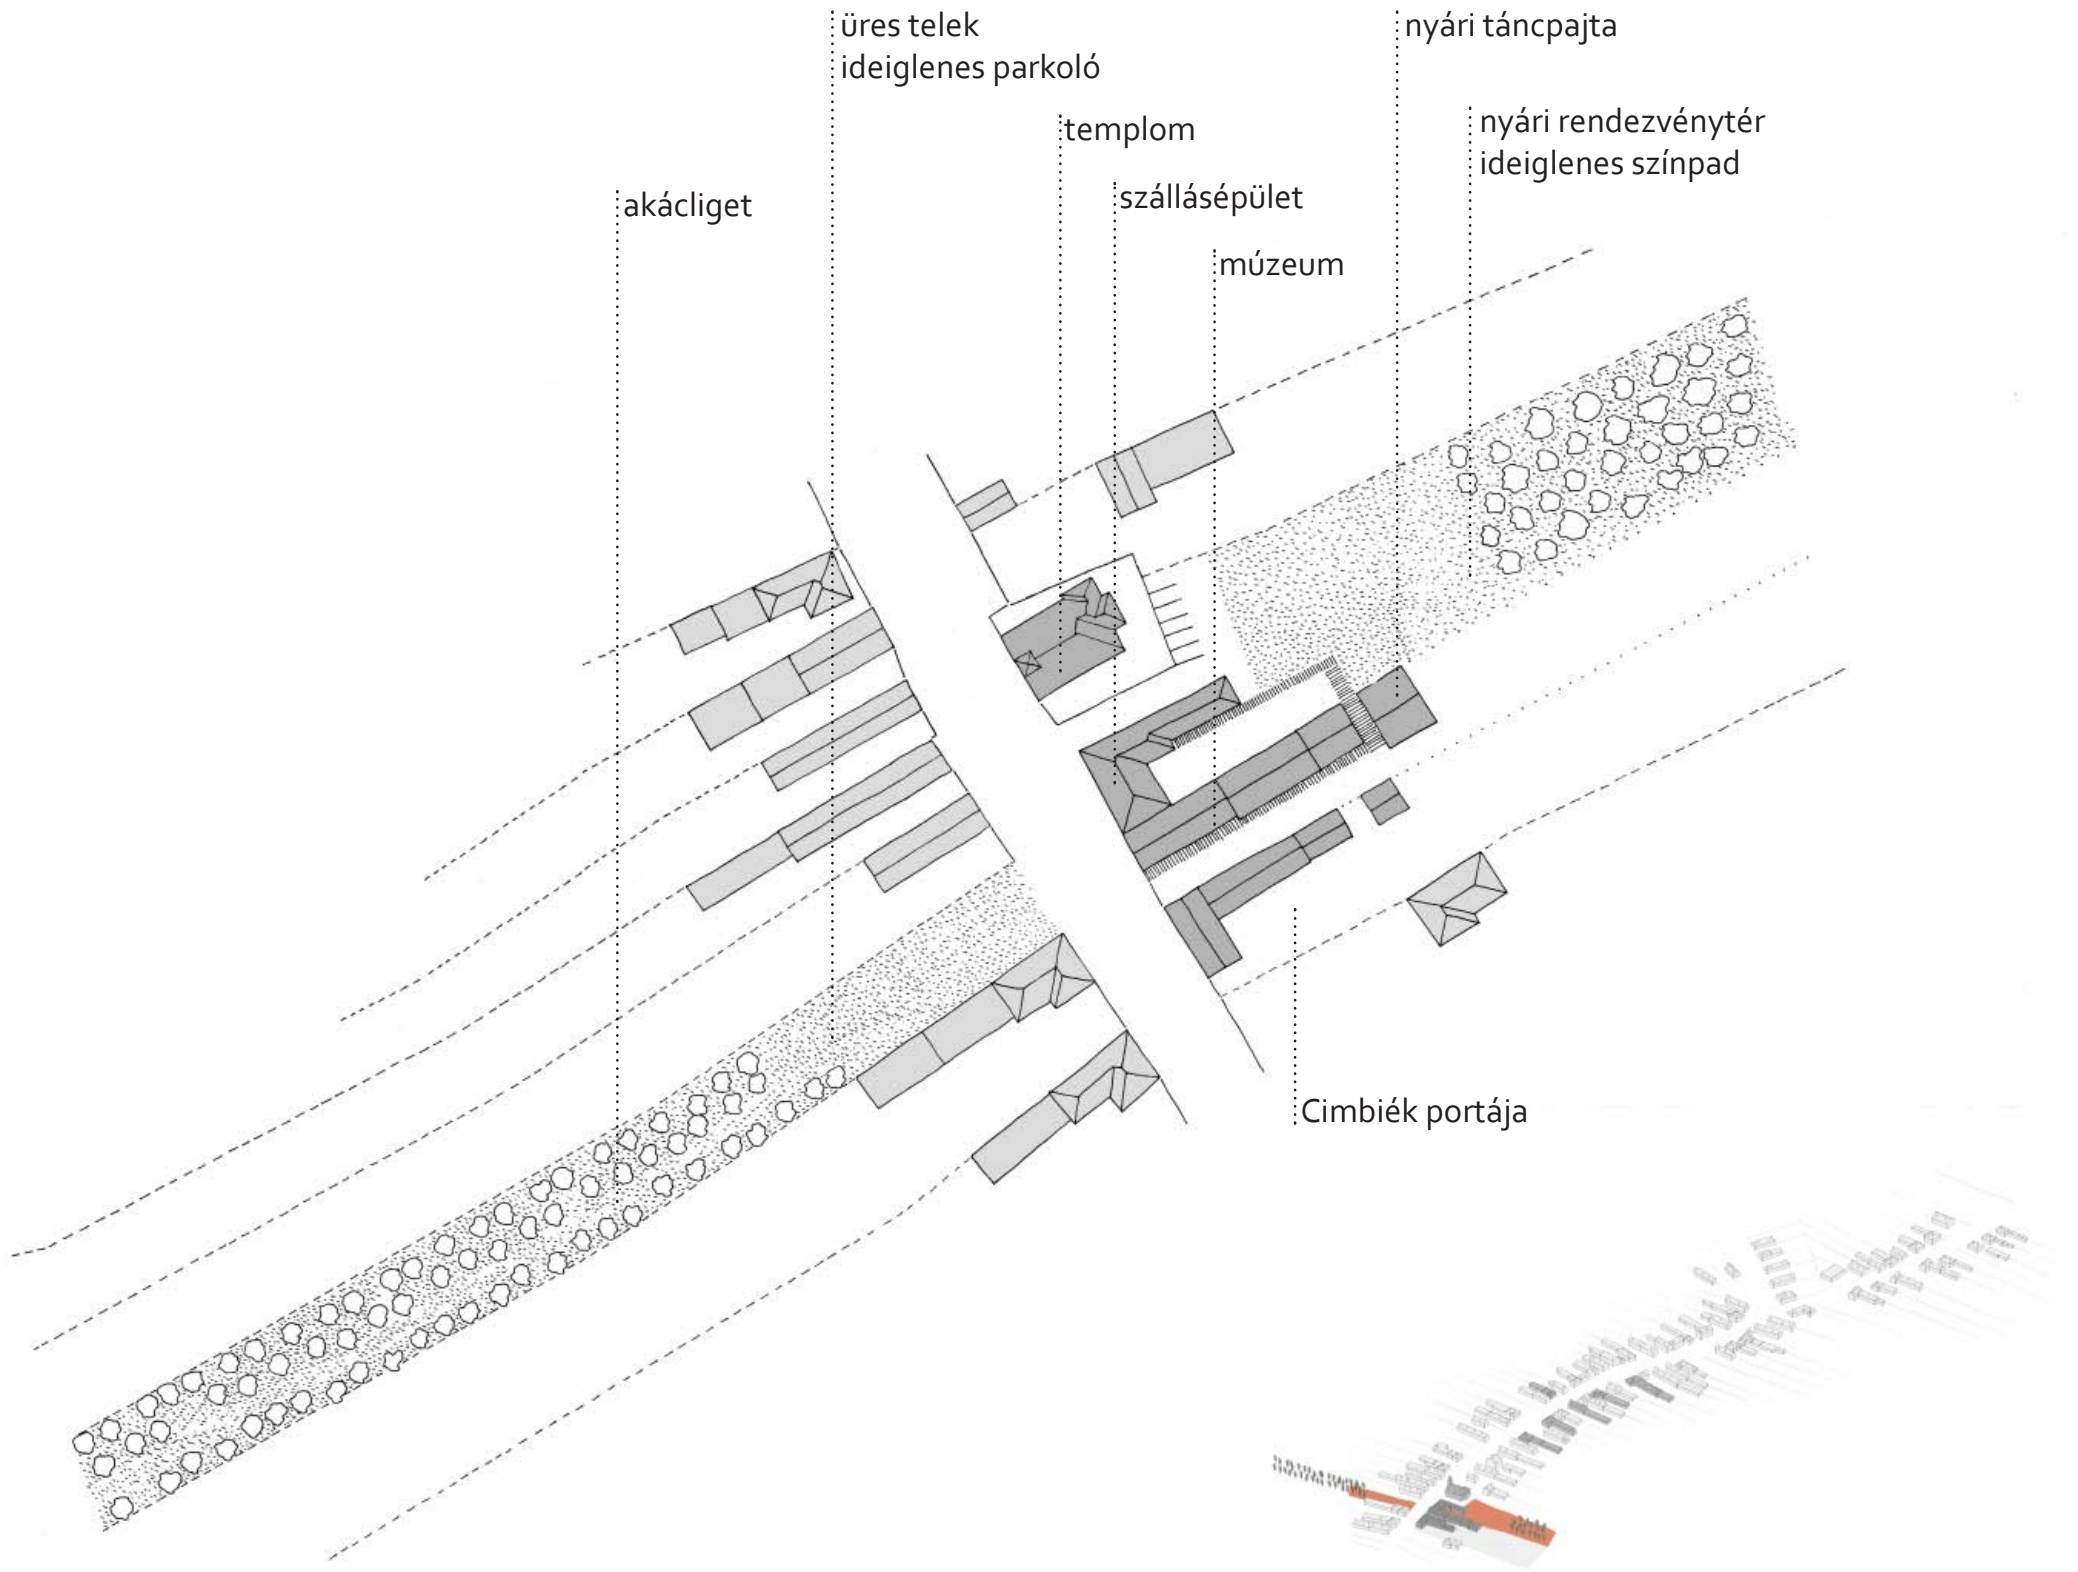 üres telek
ideiglenes parkoló
nyári táncpajta
templom
nyári rendezvénytér
ideiglenes színpad
szállásépület
akácliget
múzeum
Cimbiék portája